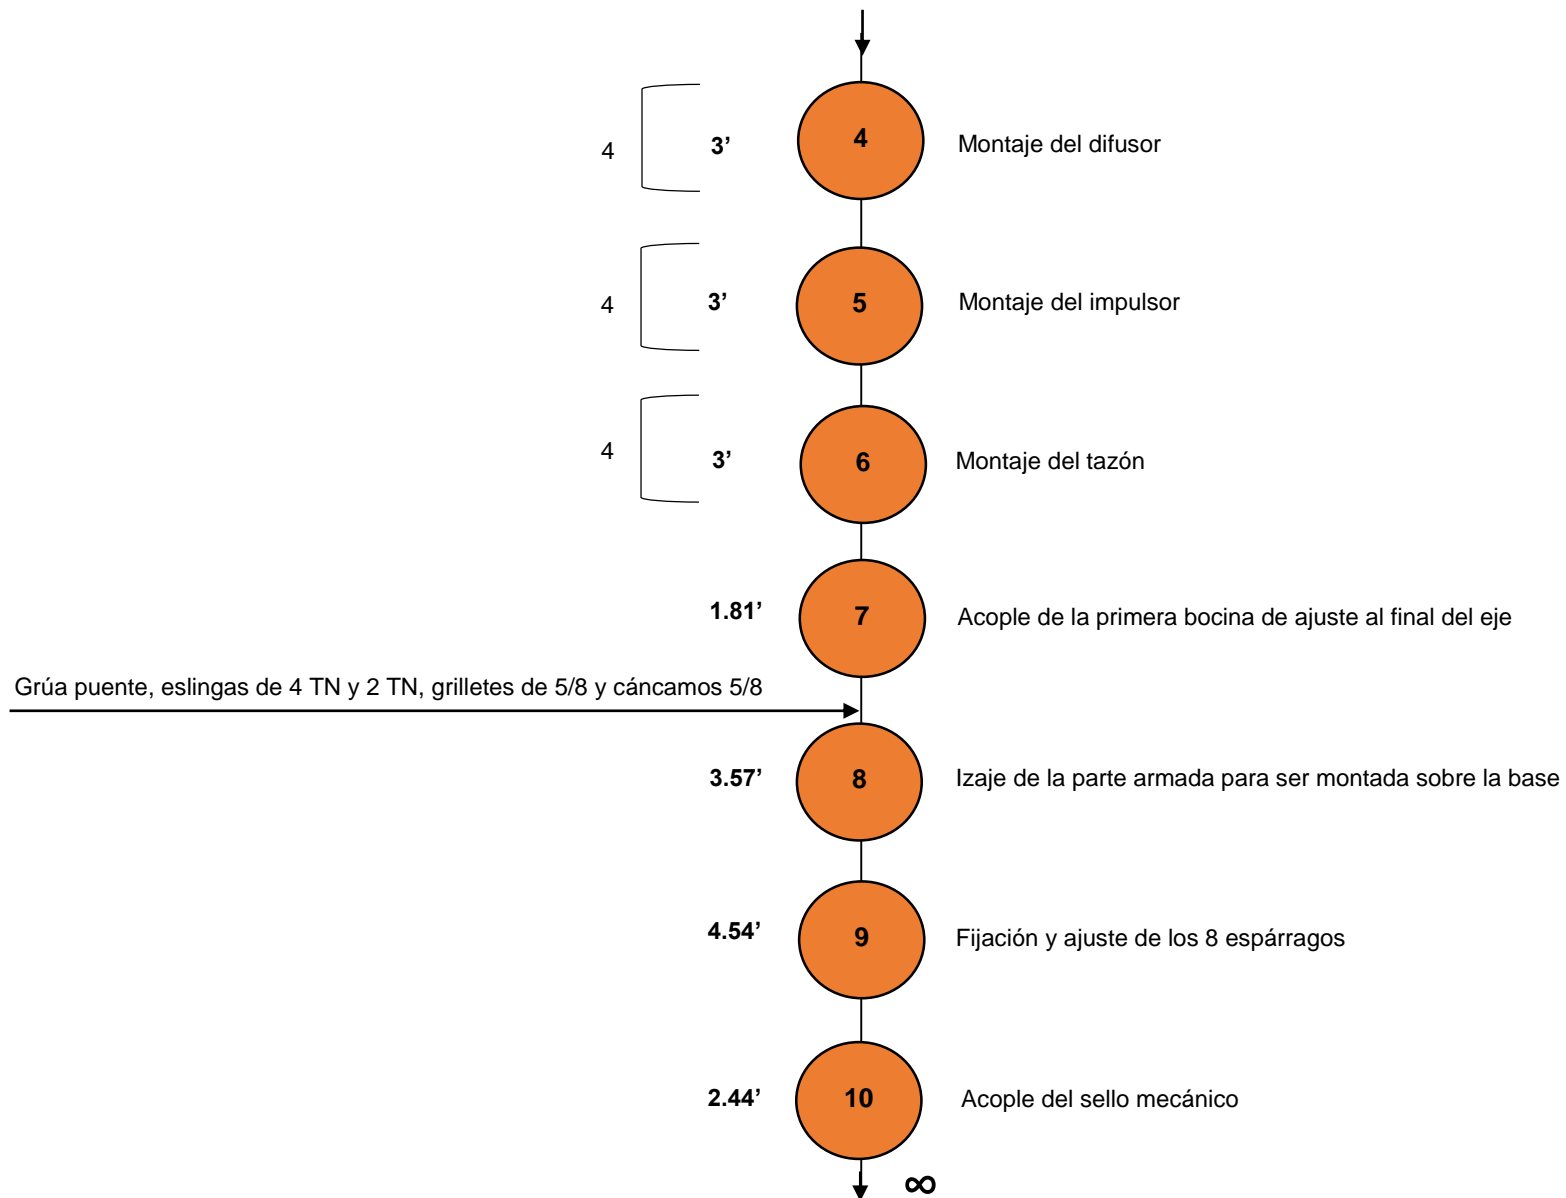 4 3’ 4 Montaje del difusor
4 3’ 5 Montaje del impulsor
4 3’ 6 Montaje del tazón
1.81’ 7 Acople de la primera bocina de ajuste al final del eje
Grúa puente, eslingas de 4 TN y 2 TN, grilletes de 5/8 y cáncamos 5/8
3.57’ 8 Izaje de la parte armada para ser montada sobre la base
4.54’ 9 Fijación y ajuste de los 8 espárragos
2.44’ 10 Acople del sello mecánico
∞